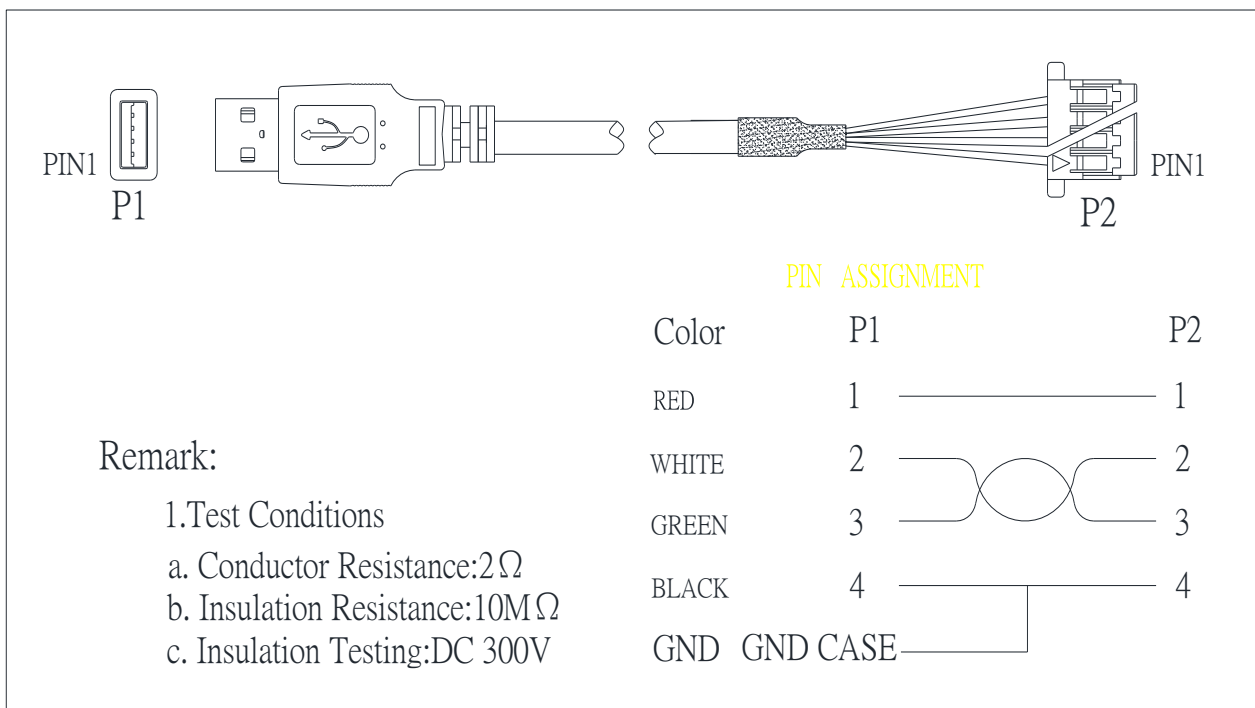 PIN1
P1
PIN1
P2
PIN ASSIGNMENT
Color P1 P2
RED 1 1
WHITE 2 2
GREEN 3 3
BLACK 4 4
GND GND CASE
Remark:
1.Test Conditions
a. Conductor Resistance:2Ω
b. Insulation Resistance:10MΩ
c. Insulation Testing:DC 300V